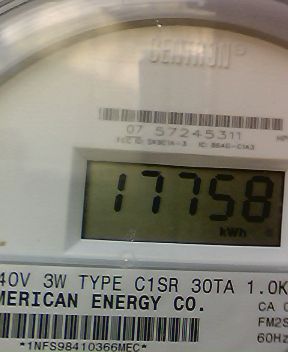 CENTRON®
07 57245311
17758
kWh
40V 3W TYPE C1SR 30TA 1.0K
MERICAN ENERGY CO.
CA 0
FM2S
60Hz
*1NFS98410366MEC*